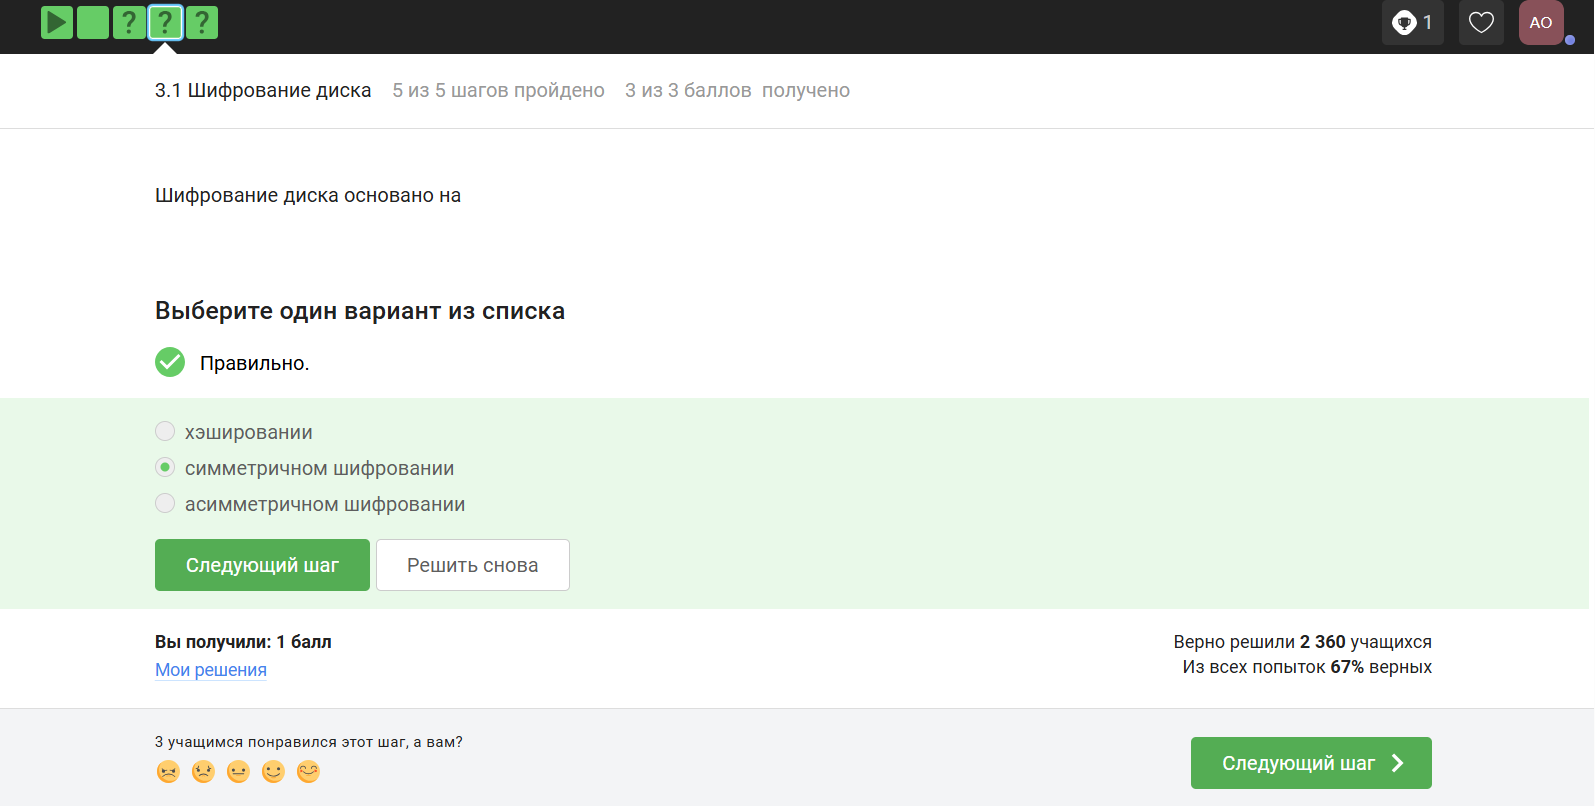 ? ? ?
1
AO
3.1 Шифрование диска 5 из 5 шагов пройдено 3 из 3 баллов получено
Шифрование диска основано на
Выберите один вариант из списка
Правильно.
хэшировании
симметричном шифровании
асимметричном шифровании
Следующий шаг Решить снова
Вы получили: 1 балл
Мои решения
Верно решили 2 360 учащихся
Из всех попыток 67% верных
3 учащимся понравился этот шаг, а вам?
Следующий шаг